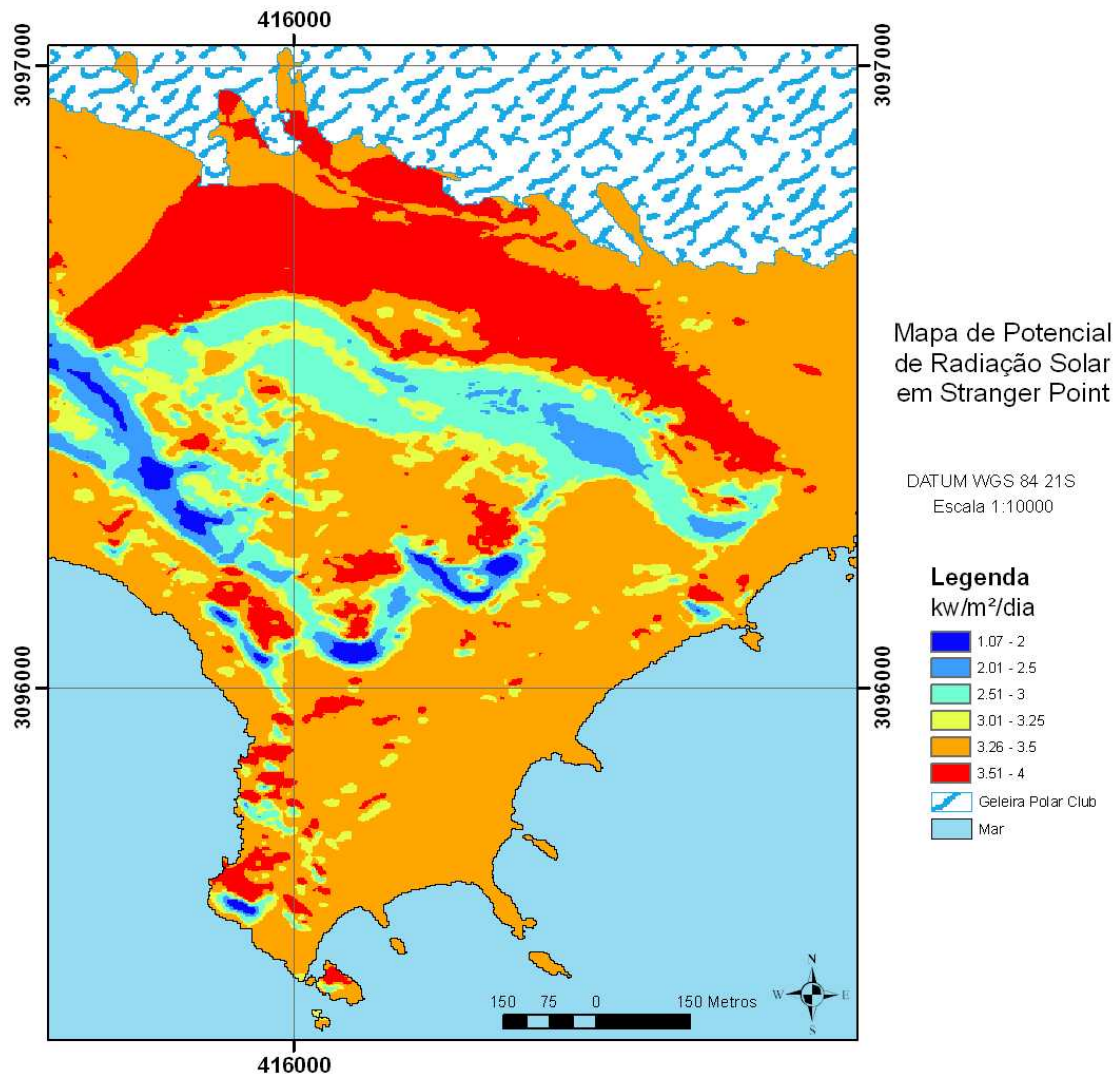 416000
3097000
3097000
Mapa de Potencial
de Radiação Solar
em Stranger Point
DATUM WGS 84 21S
Escala 1:10000
Legenda
kw/m²/dia
1.07 - 2
2.01 - 2.5
2.51 - 3
3.01 - 3.25
3.26 - 3.5
3.51 - 4
Geleira Polar Club
Mar
3096000
3096000
150 75 0 150 Metros
N
W E
S
416000